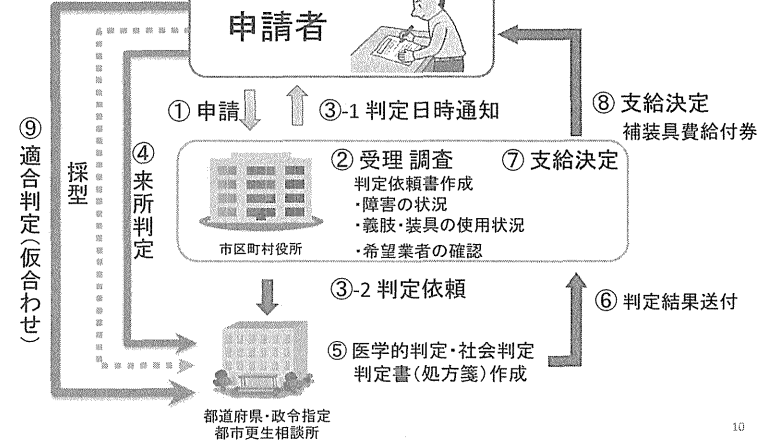 申請者
① 申請
③-1 判定日時通知
⑧ 支給決定
補装具費給付券
⑨適合判定(仮合わせ)
採型
④来所判定
② 受理 調査
⑦ 支給決定
判定依頼書作成
・障害の状況
・義肢・装具の使用状況
・希望業者の確認
市区町村役所
③-2 判定依頼
⑥ 判定結果送付
⑤ 医学的判定・社会判定
判定書(処方箋)作成
都道府県・政令指定
都市更生相談所
10